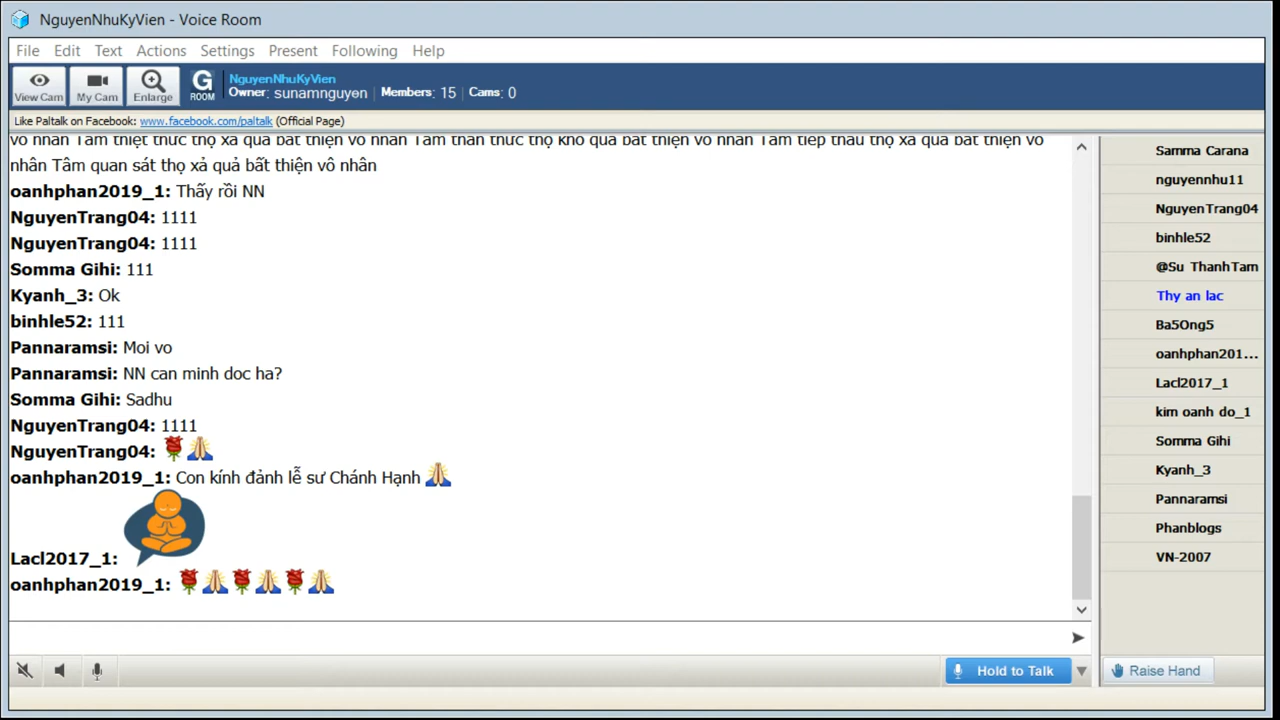 NguyenNhuKyVien - Voice Room
File Edit Text Actions Settings Present Following Help
View Cam My Cam Enlarge G ROOM
NguyenNhuKyVien
Owner: sunamnguyen | Members: 15 | Cams: 0
Like Paltalk on Facebook: www.facebook.com/paltalk (Official Page)
vô nhân Tâm thiệt thức thọ xả quả bất thiện vô nhân Tâm thân thức thọ khổ quả bất thiện vô nhân Tâm tiếp thâu thọ xả quả bất thiện vô
nhân Tâm quan sát thọ xả quả bất thiện vô nhân
oanhphan2019_1: Thấy rồi NN
NguyenTrang04: 1111
NguyenTrang04: 1111
Somma Gihi: 111
Kyanh_3: Ok
binhle52: 111
Pannaramsi: Moi vo
Pannaramsi: NN can minh doc ha?
Somma Gihi: Sadhu
NguyenTrang04: 1111
NguyenTrang04:
oanhphan2019_1: Con kính đảnh lễ sư Chánh Hạnh
Lacl2017_1:
oanhphan2019_1:
Samma Carana
nguyennhu11
NguyenTrang04
binhle52
@Su ThanhTam
Thy an lac
Ba5Ong5
oanhphan201...
Lacl2017_1
kim oanh do_1
Somma Gihi
Kyanh_3
Pannaramsi
Phanblogs
VN-2007
Hold to Talk
Raise Hand